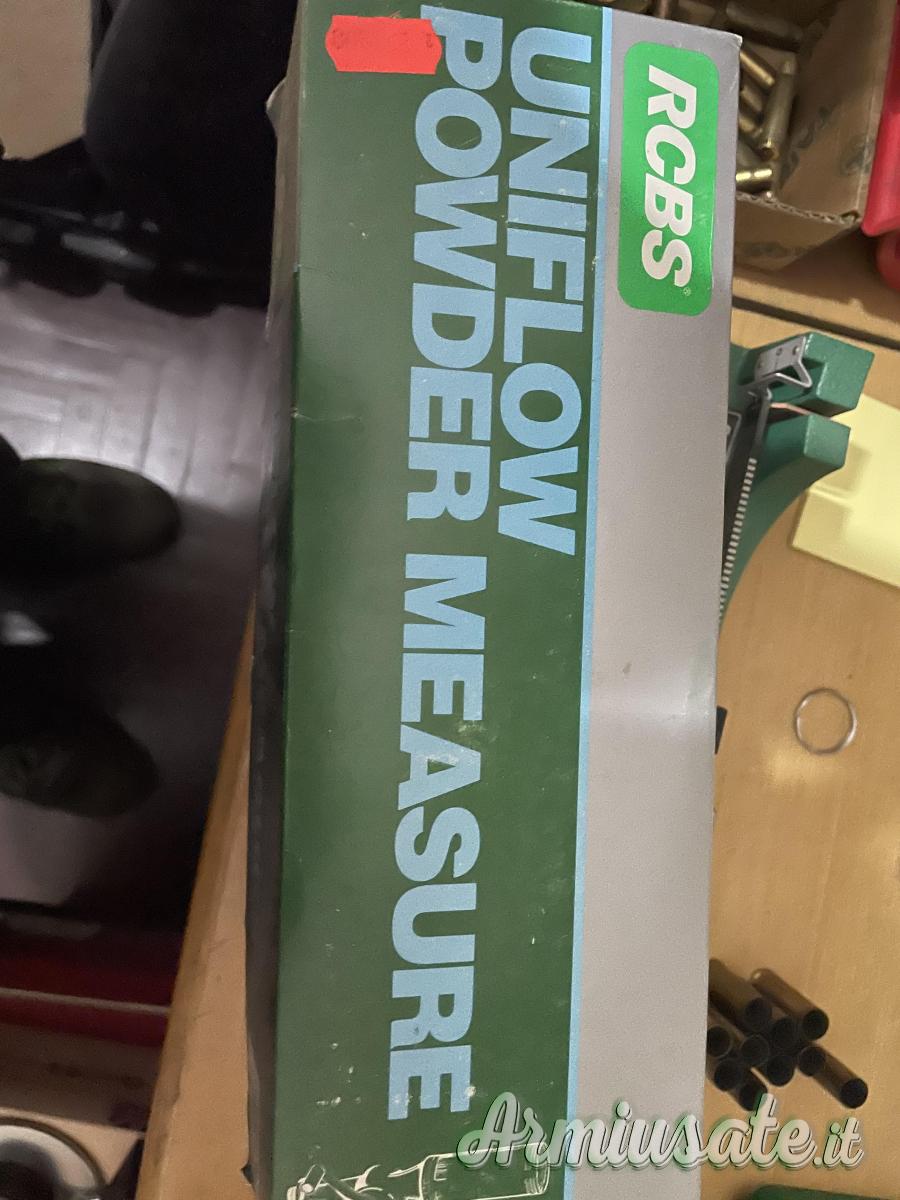 RCBS®
UNIFLOW
POWDER MEASURE
Armiusate.it